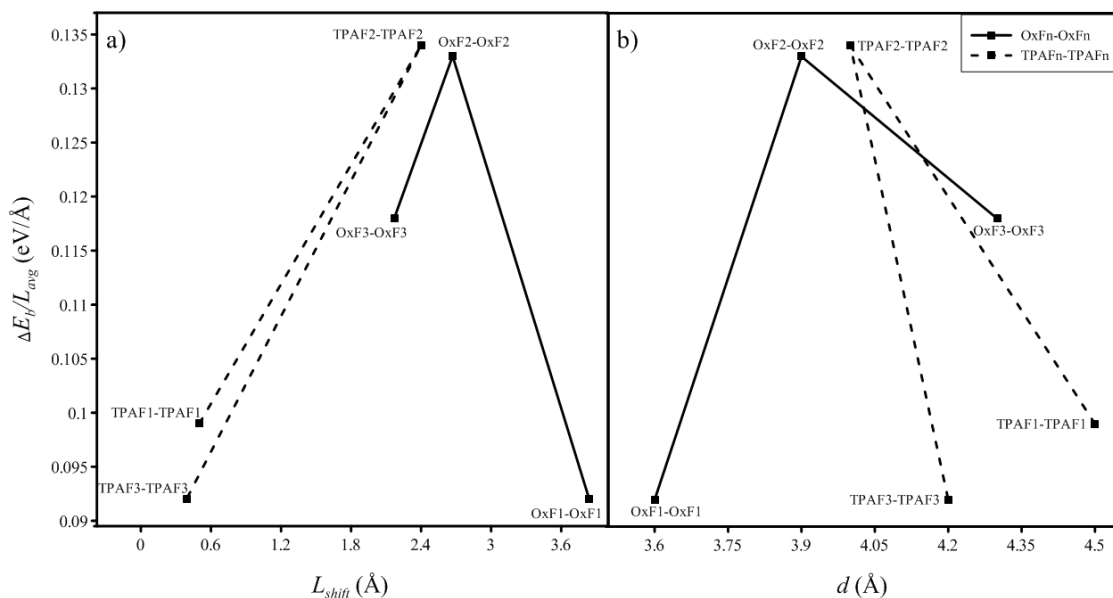 a)
TPAF2-TPAF2
OxF2-OxF2
OxF3-OxF3
TPAF1-TPAF1
TPAF3-TPAF3
OxF1-OxF1
b)
OxFn-OxFn
TPAFn-TPAFn
OxF2-OxF2
TPAF2-TPAF2
OxF3-OxF3
TPAF1-TPAF1
OxF1-OxF1
TPAF3-TPAF3
0.135
0.13
0.125
0.12
0.115
0.11
0.105
0.1
0.095
0.09
ΔE_b/L_avg (eV/Å)
0 0.6 1.2 1.8 2.4 3 3.6
L_shift (Å)
3.6 3.75 3.9 4.05 4.2 4.35 4.5
d (Å)